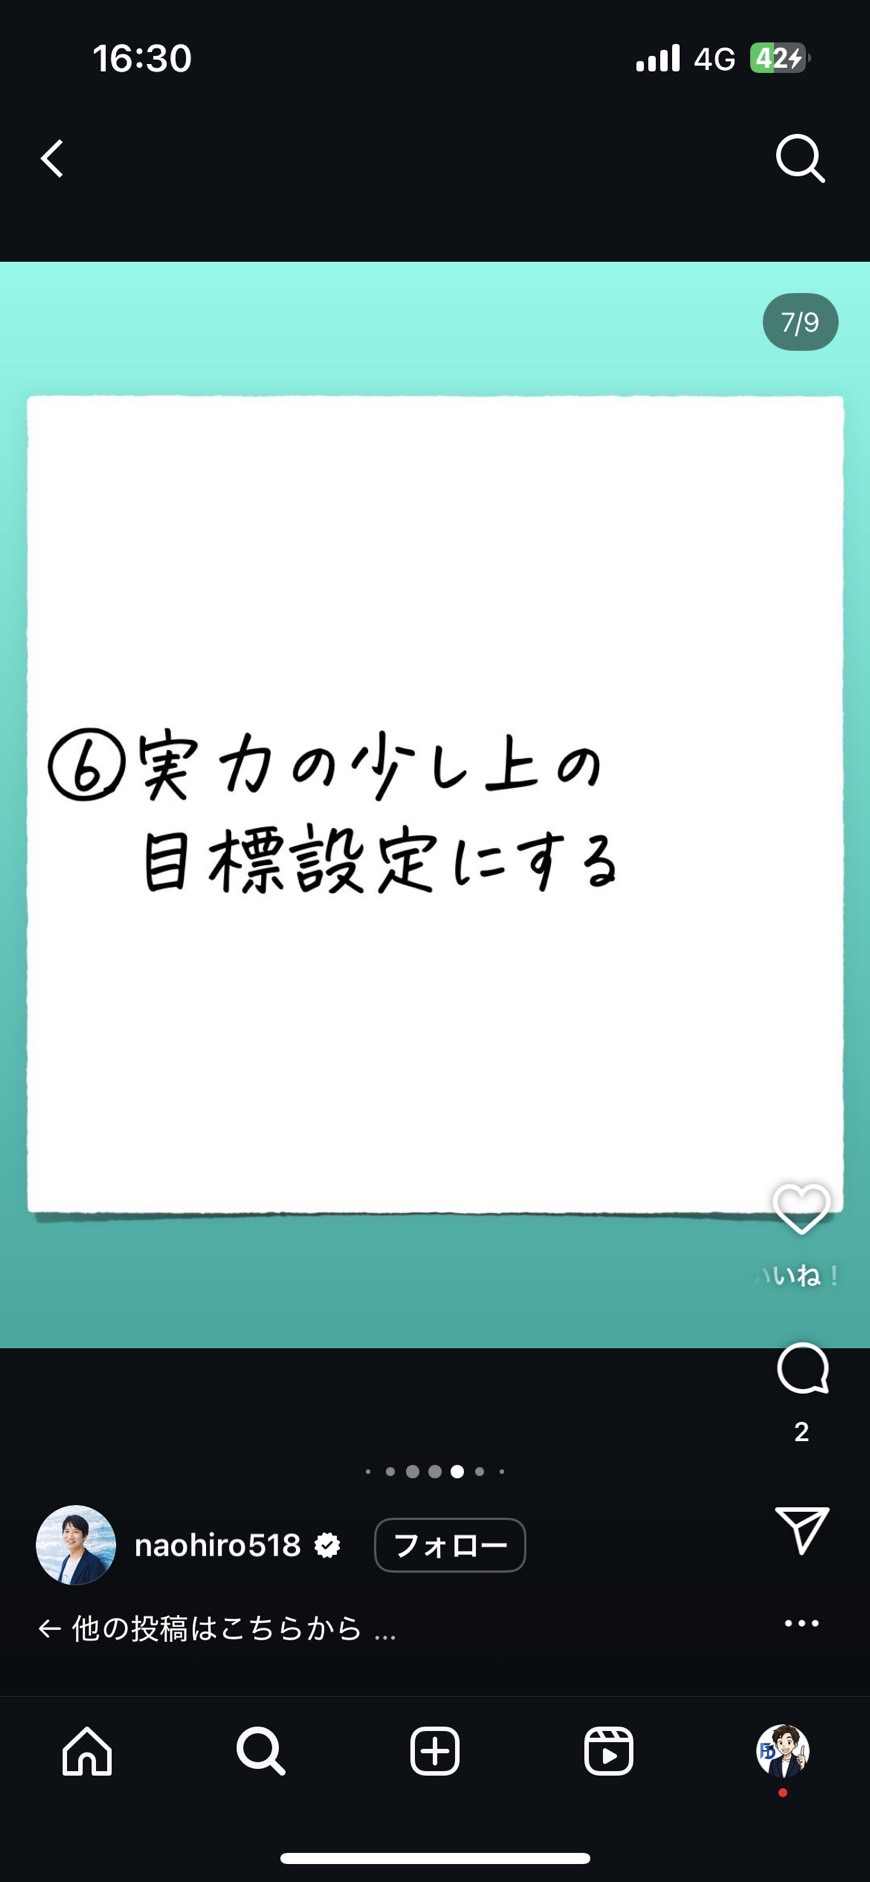 16:30
4G
42
7/9
⑥実力の少し上の
目標設定にする
いいね！
2
naohiro518
フォロー
← 他の投稿はこちらから ...